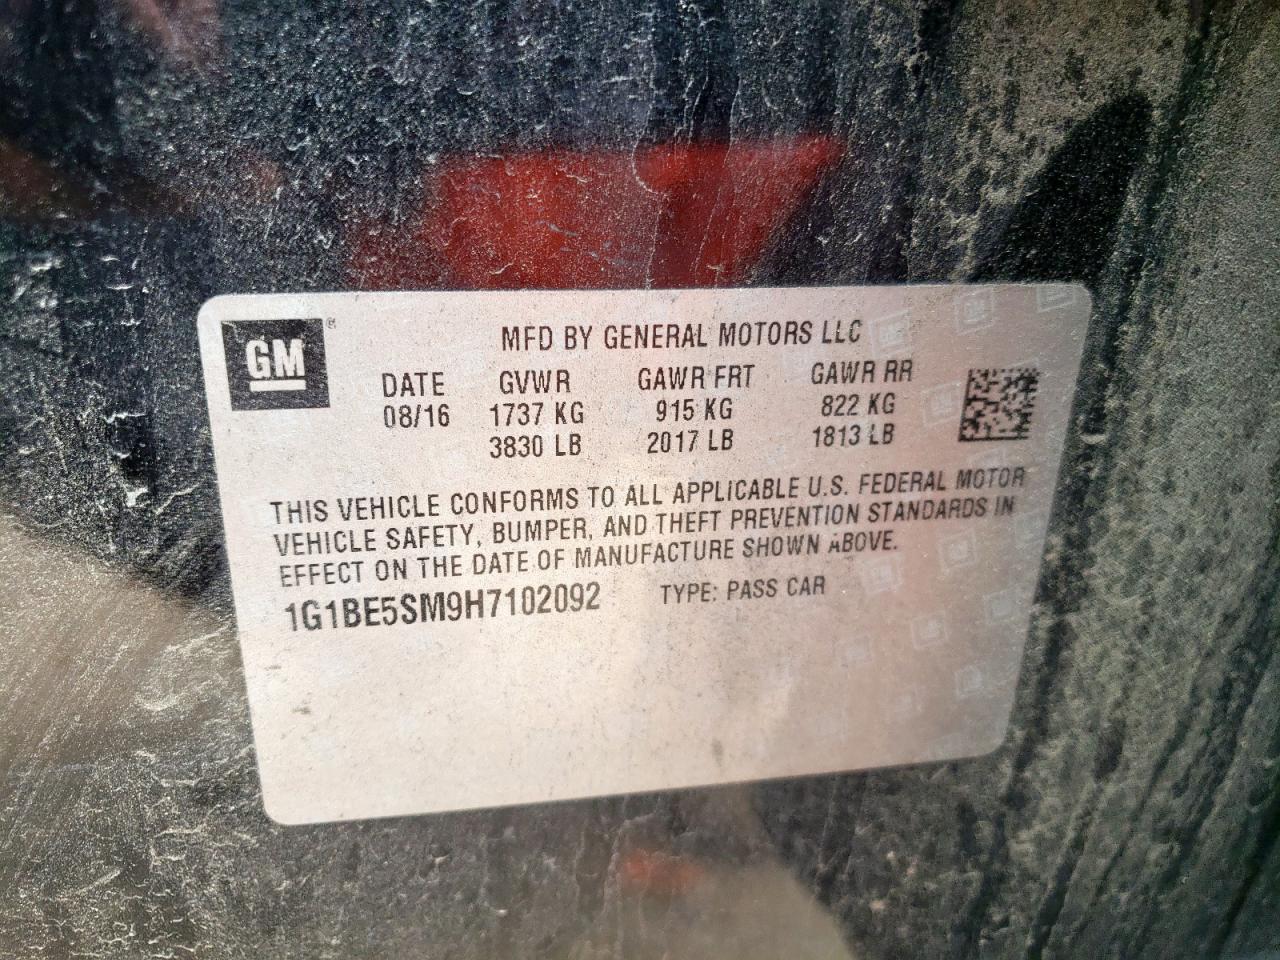 GM
MFD BY GENERAL MOTORS LLC
DATE GVWR GAWR FRT GAWR RR
08/16 1737 KG 915 KG 822 KG
3830 LB 2017 LB 1813 LB
THIS VEHICLE CONFORMS TO ALL APPLICABLE U.S. FEDERAL MOTOR
VEHICLE SAFETY, BUMPER, AND THEFT PREVENTION STANDARDS IN
EFFECT ON THE DATE OF MANUFACTURE SHOWN ABOVE.
1G1BE5SM9H7102092 TYPE: PASS CAR